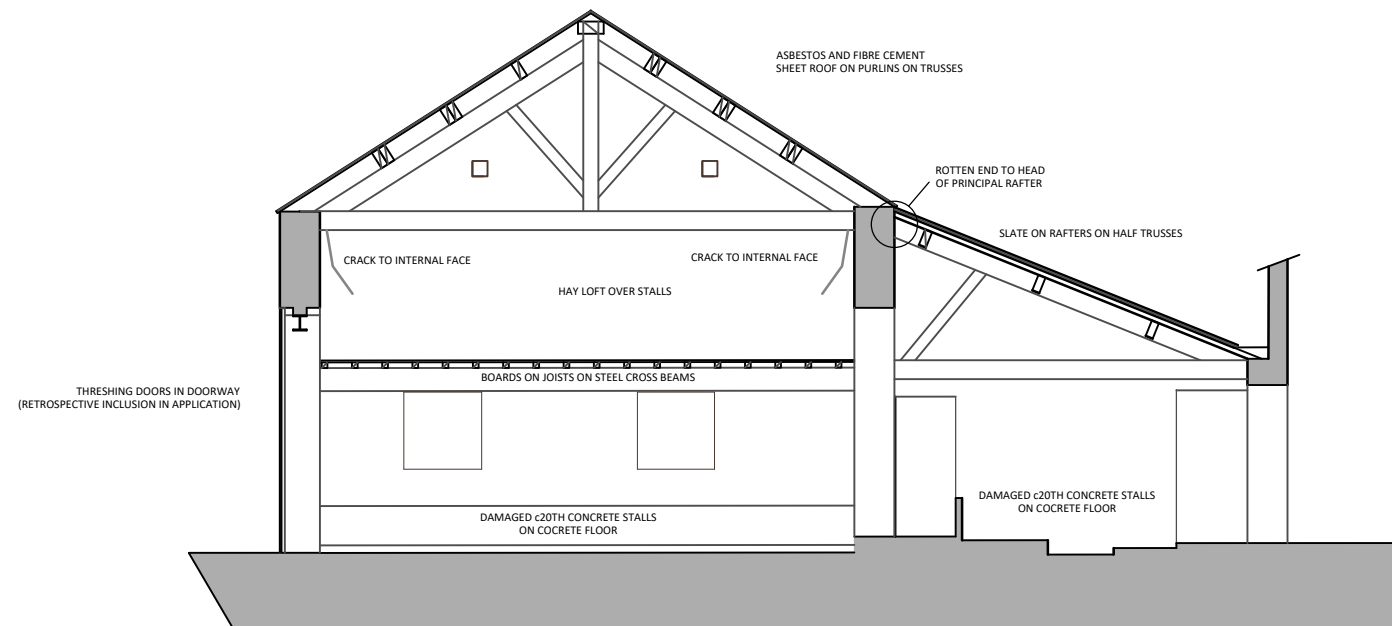 ASBESTOS AND FIBRE CEMENT
SHEET ROOF ON PURLINS ON TRUSSES
ROTTEN END TO HEAD
OF PRINCIPAL RAFTER
SLATE ON RAFTERS ON HALF TRUSSES
CRACK TO INTERNAL FACE
CRACK TO INTERNAL FACE
HAY LOFT OVER STALLS
BOARDS ON JOISTS ON STEEL CROSS BEAMS
THRESHING DOORS IN DOORWAY
(RETROSPECTIVE INCLUSION IN APPLICATION)
DAMAGED c20TH CONCRETE STALLS
ON COCRETE FLOOR
DAMAGED c20TH CONCRETE STALLS
ON COCRETE FLOOR